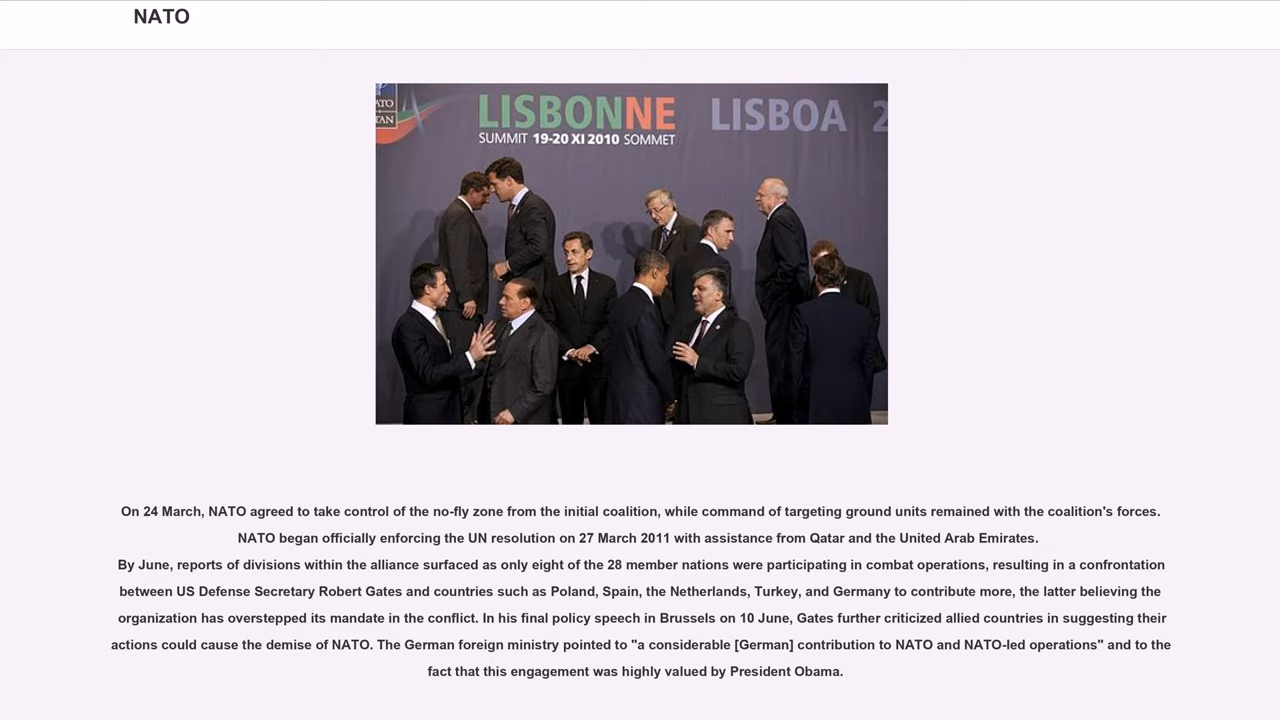 NATO
ATO
TAN
LISBONNE LISBOA 2
SUMMIT 19-20 XI 2010 SOMMET
On 24 March, NATO agreed to take control of the no-fly zone from the initial coalition, while command of targeting ground units remained with the coalition's forces.
NATO began officially enforcing the UN resolution on 27 March 2011 with assistance from Qatar and the United Arab Emirates.
By June, reports of divisions within the alliance surfaced as only eight of the 28 member nations were participating in combat operations, resulting in a confrontation
between US Defense Secretary Robert Gates and countries such as Poland, Spain, the Netherlands, Turkey, and Germany to contribute more, the latter believing the
organization has overstepped its mandate in the conflict. In his final policy speech in Brussels on 10 June, Gates further criticized allied countries in suggesting their
actions could cause the demise of NATO. The German foreign ministry pointed to "a considerable [German] contribution to NATO and NATO-led operations" and to the
fact that this engagement was highly valued by President Obama.